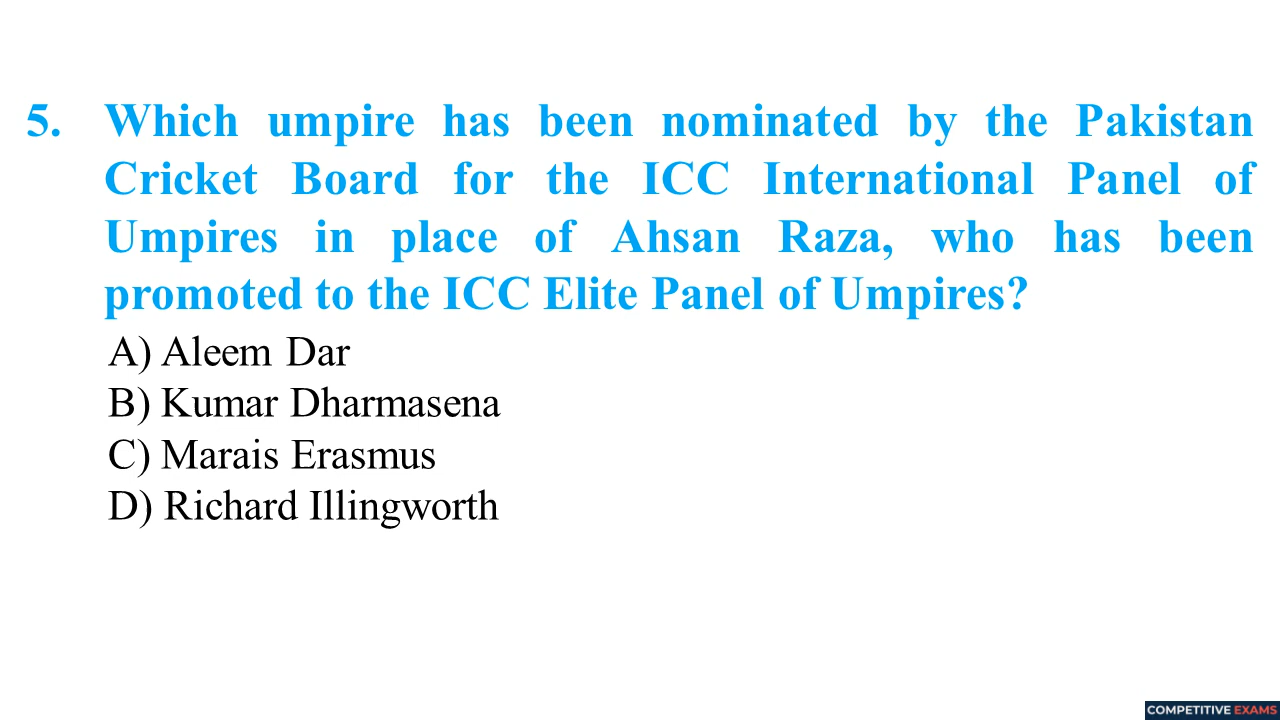 5. Which umpire has been nominated by the Pakistan
Cricket Board for the ICC International Panel of
Umpires in place of Ahsan Raza, who has been
promoted to the ICC Elite Panel of Umpires?
A) Aleem Dar
B) Kumar Dharmasena
C) Marais Erasmus
D) Richard Illingworth
COMPETITIVE EXAMS